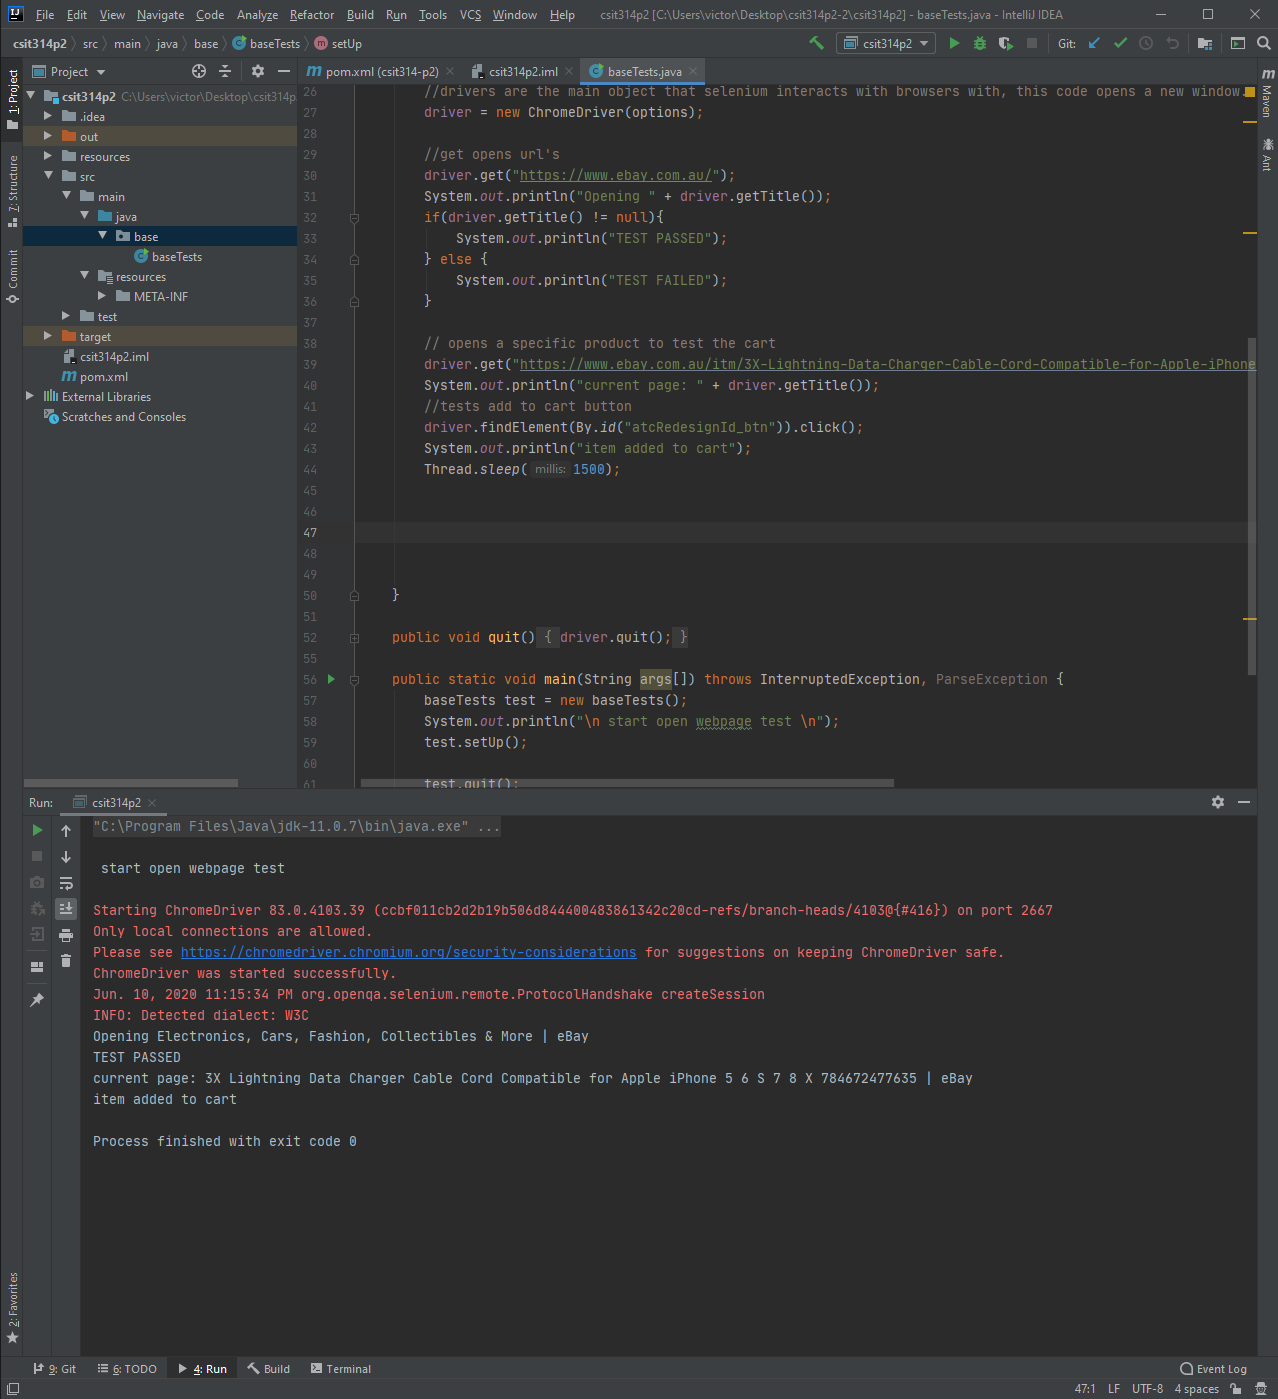 File Edit View Navigate Code Analyze Refactor Build Run Tools VCS Window Help csit314p2 [C:\Users\victor\Desktop\csit314p2-2\csit314p2] - baseTests.java - IntelliJ IDEA
csit314p2 src main java base baseTests setUp csit314p2 Git:
Project pom.xml (csit314-p2) csit314p2.iml baseTests.java
1: Project
7: Structure
Commit
2: Favorites
Maven
Ant
csit314p2 C:\Users\victor\Desktop\csit314p
.idea
out
resources
src
main
java
base
baseTests
resources
META-INF
test
target
csit314p2.iml
pom.xml
External Libraries
Scratches and Consoles
26 //drivers are the main object that selenium interacts with browsers with, this code opens a new window.
27 driver = new ChromeDriver(options);
28
29 //get opens url's
30 driver.get("https://www.ebay.com.au/");
31 System.out.println("Opening " + driver.getTitle());
32 if(driver.getTitle() != null){
33 System.out.println("TEST PASSED");
34 } else {
35 System.out.println("TEST FAILED");
36 }
37
38 // opens a specific product to test the cart
39 driver.get("https://www.ebay.com.au/itm/3X-Lightning-Data-Charger-Cable-Cord-Compatible-for-Apple-iPhone
40 System.out.println("current page: " + driver.getTitle());
41 //tests add to cart button
42 driver.findElement(By.id("atcRedesignId_btn")).click();
43 System.out.println("item added to cart");
44 Thread.sleep( millis: 1500);
45
46
47
48
49
50 }
51
52 public void quit() { driver.quit(); }
55
56 public static void main(String args[]) throws InterruptedException, ParseException {
57 baseTests test = new baseTests();
58 System.out.println("\n start open webpage test \n");
59 test.setUp();
60
61 test.quit();
Run: csit314p2
"C:\Program Files\Java\jdk-11.0.7\bin\java.exe" ...
start open webpage test
Starting ChromeDriver 83.0.4103.39 (ccbf011cb2d2b19b506d844400483861342c20cd-refs/branch-heads/4103@{#416}) on port 2667
Only local connections are allowed.
Please see https://chromedriver.chromium.org/security-considerations for suggestions on keeping ChromeDriver safe.
ChromeDriver was started successfully.
Jun. 10, 2020 11:15:34 PM org.openqa.selenium.remote.ProtocolHandshake createSession
INFO: Detected dialect: W3C
Opening Electronics, Cars, Fashion, Collectibles & More | eBay
TEST PASSED
current page: 3X Lightning Data Charger Cable Cord Compatible for Apple iPhone 5 6 S 7 8 X 784672477635 | eBay
item added to cart
Process finished with exit code 0
9: Git 6: TODO 4: Run Build Terminal Event Log
47:1 LF UTF-8 4 spaces